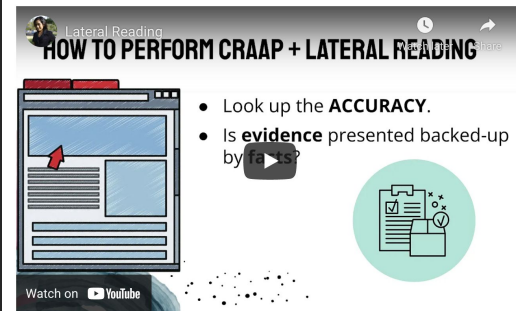 Lateral Reading
Watch later
Share
HOW TO PERFORM CRAAP + LATERAL READING
● Look up the ACCURACY.
● Is evidence presented backed-up
by facts?
Watch on YouTube